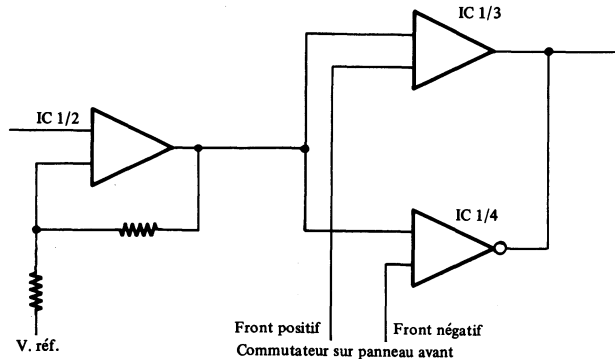 IC 1/3
IC 1/2
IC 1/4
V. réf.
Front positif
Front négatif
Commutateur sur panneau avant